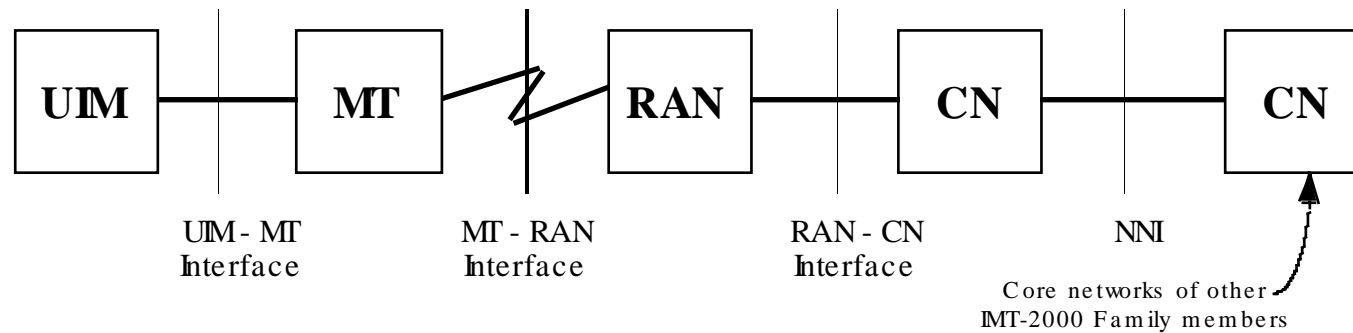 UIM
MT
RAN
CN
CN
UIM - MT
Interface
MT - RAN
Interface
RAN - CN
Interface
NNI
Core networks of other
IMT-2000 Family members